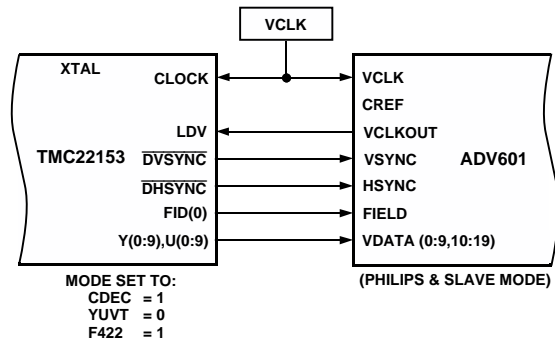 VCLK
XTAL
CLOCK
VCLK
CREF
LDV
VCLKOUT
TMC22153
DVSYNC
VSYNC
ADV601
DHSYNC
HSYNC
FID(0)
FIELD
Y(0:9),U(0:9)
VDATA (0:9,10:19)
MODE SET TO:
CDEC = 1
YUVT = 0
F422 = 1
(PHILIPS & SLAVE MODE)